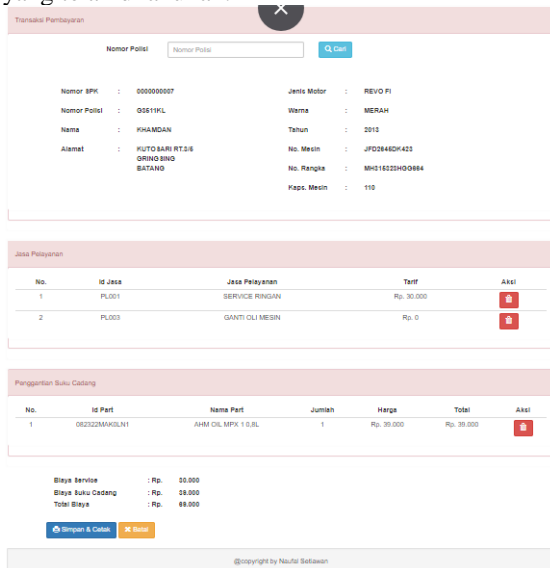 Transaksi Pembayaran
Nomor Polisi Nomor Polisi Cari
Nomor SPK : 0000000007 Jenis Motor : REVO FI
Nomor Polisi : G3611KL Warna : MERAH
Nama : KHAMDAN Tahun : 2013
Alamat : KUTOSARI RT.3/5 No. Mesin : JFD2645DK423
GRINGSING No. Rangka : MH315323HGG664
BATANG
Kaps. Mesin : 110
Jasa Pelayanan
No. Id Jasa Jasa Pelayanan Tarif Aksi
1 PL001 SERVICE RINGAN Rp. 30.000
2 PL003 GANTI OLI MESIN Rp. 0
Penggantian Suku Cadang
No. Id Part Nama Part Jumlah Harga Total Aksi
1 082322MAK0LN1 AHM OIL MPX 1 0,8L 1 Rp. 39.000 Rp. 39.000
Biaya Service : Rp. 30.000
Biaya Suku Cadang : Rp. 39.000
Total Biaya : Rp. 69.000
Simpan & Cetak Batal
@copyright by Naufal Setiawan